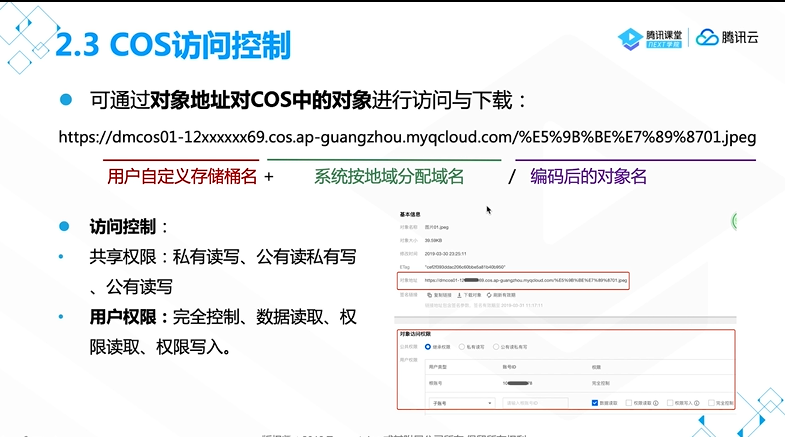 2.3 COS访问控制
腾讯课堂
NEXT学院
腾讯云
可通过对象地址对COS中的对象进行访问与下载：
https://dmcos01-12xxxxxx69.cos.ap-guangzhou.myqcloud.com/%E5%9B%BE%E7%89%8701.jpeg
用户自定义存储桶名 + 系统按地域分配域名 / 编码后的对象名
访问控制：
共享权限：私有读写、公有读私有写
、公有读写
用户权限：完全控制、数据读取、权
限读取、权限写入。
基本信息
对象名称 图片01.jpeg
对象大小 39.59KB
修改时间 2019-03-30 23:20:11
ETag
对象地址 https://dmcos01-12 69.cos.ap-guangzhou.myqcloud.com/%E5%9B%BE%E7%89%8701.jpeg
复制链接 下载对象 刷新有效期
对象访问权限
公共权限 继承权限 私有读写 公有读私有写
用户权限
用户类型 账号ID 权限
根账号 10 78 完全控制
子账号 数据读取 权限读取 权限写入 完全控制